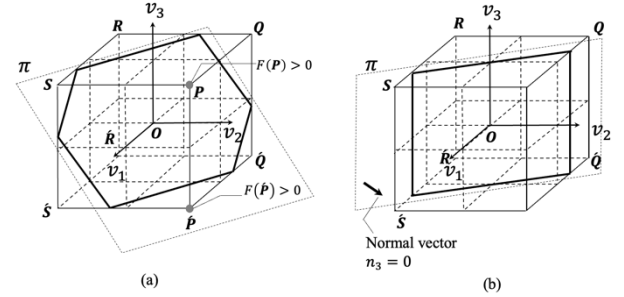 v₃
R
Q
π
F(P) > 0
S
P
Ŕ
O
v₂
v₁
Q́
Ś
F(Ṕ) > 0
Ṕ
(a)
v₃
R
Q
π
S
P
O
v₂
Ŕ
v₁
Q́
Ś
Normal vector
n₃ = 0
(b)